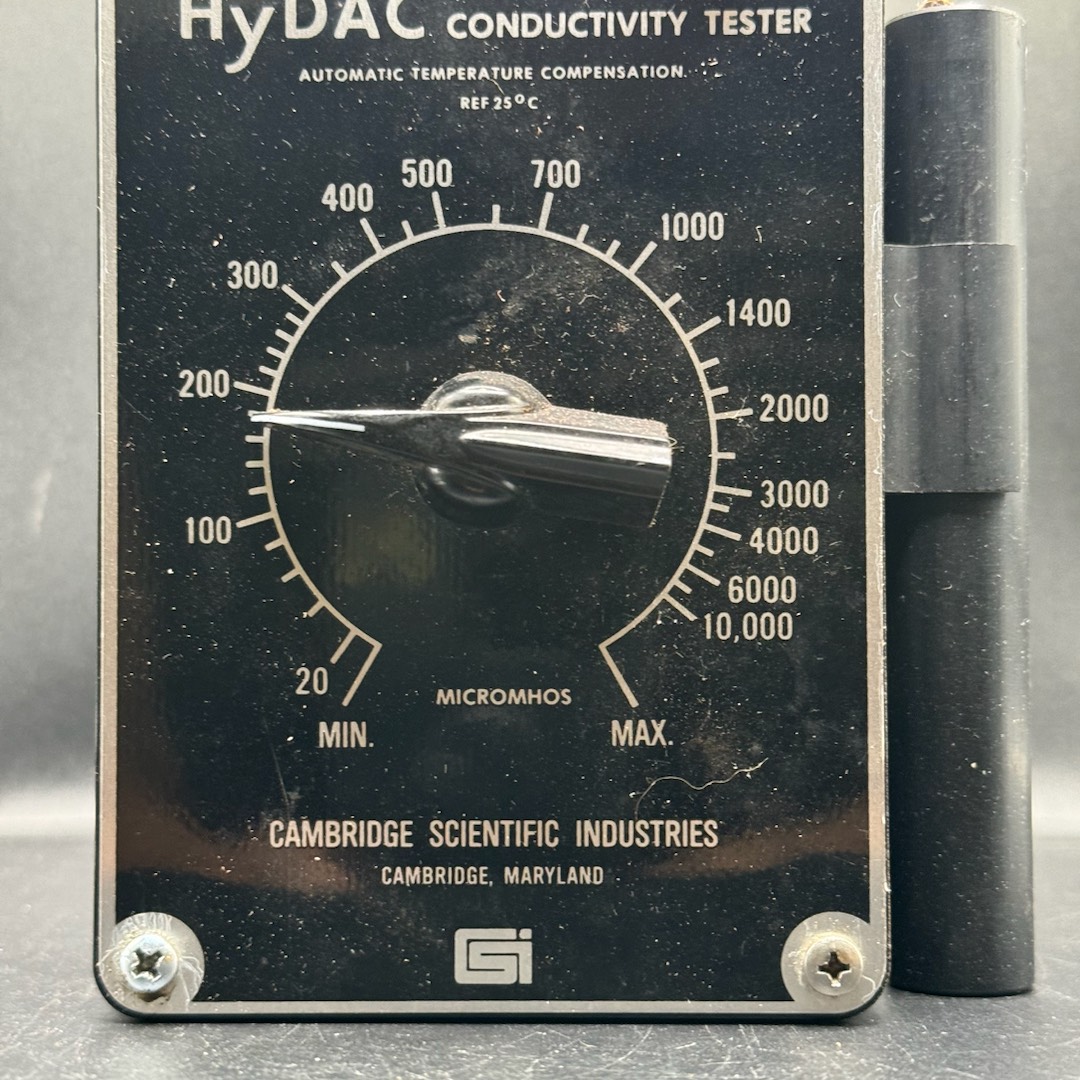 HyDAC CONDUCTIVITY TESTER
AUTOMATIC TEMPERATURE COMPENSATION
REF 25°C
500
700
400
1000
300
1400
200
2000
3000
100
4000
6000
10,000
20
MICROMHOS
MIN.
MAX.
CAMBRIDGE SCIENTIFIC INDUSTRIES
CAMBRIDGE, MARYLAND
CSi